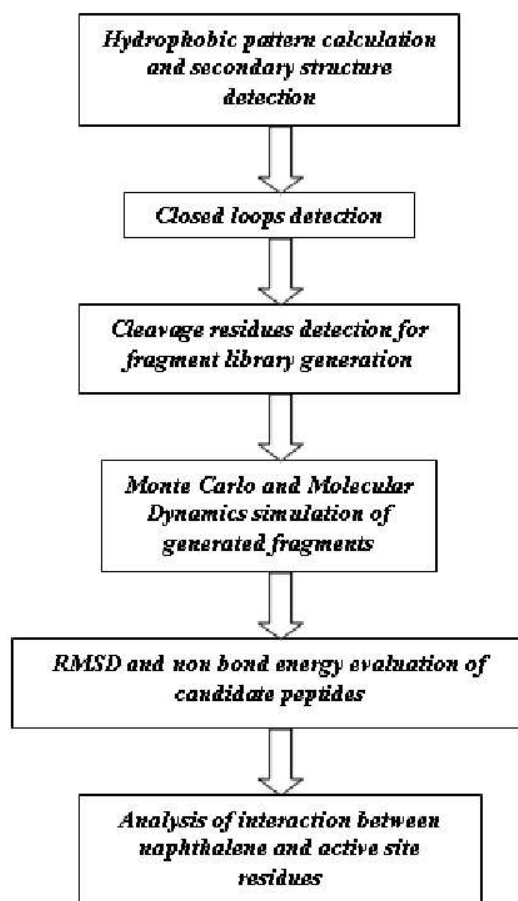 Hydrophobic pattern calculation
and secondary structure
detection
Closed loops detection
Cleavage residues detection for
fragment library generation
Monte Carlo and Molecular
Dynamics simulation of
generated fragments
RMSD and non bond energy evaluation of
candidate peptides
Analysis of interaction between
naphthalene and active site
residues